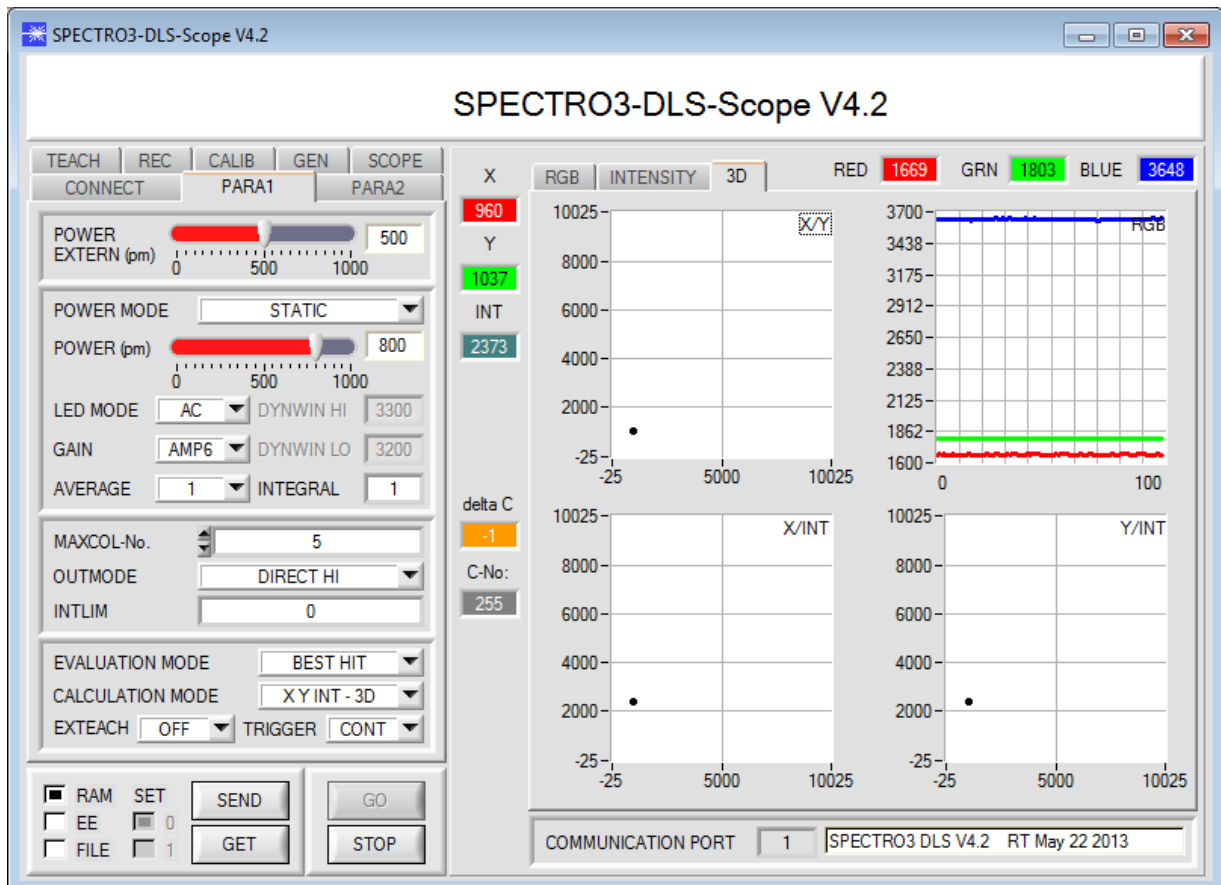 SPECTRO3-DLS-Scope V4.2
SPECTRO3-DLS-Scope V4.2
TEACH REC CALIB GEN SCOPE
CONNECT PARA1 PARA2
POWER
EXTERN (pm)
500
0 500 1000
POWER MODE STATIC
POWER (pm) 800
0 500 1000
LED MODE AC DYNWIN HI 3300
GAIN AMP6 DYNWIN LO 3200
AVERAGE 1 INTEGRAL 1
MAXCOL-No. 5
OUTMODE DIRECT HI
INTLIM 0
EVALUATION MODE BEST HIT
CALCULATION MODE X Y INT - 3D
EXTEACH OFF TRIGGER CONT
RAM SET
EE 0
FILE 1
SEND
GET
GO
STOP
X
960
Y
1037
INT
2373
delta C
-1
C-No:
255
RGB INTENSITY 3D
RED 1669 GRN 1803 BLUE 3648
X/Y
10025
8000
6000
4000
2000
-25
-25 5000 10025
RGB
3700
3438
3175
2912
2650
2388
2125
1862
1600
0 100
X/INT
10025
8000
6000
4000
2000
-25
-25 5000 10025
Y/INT
10025
8000
6000
4000
2000
-25
-25 5000 10025
COMMUNICATION PORT 1 SPECTRO3 DLS V4.2 RT May 22 2013